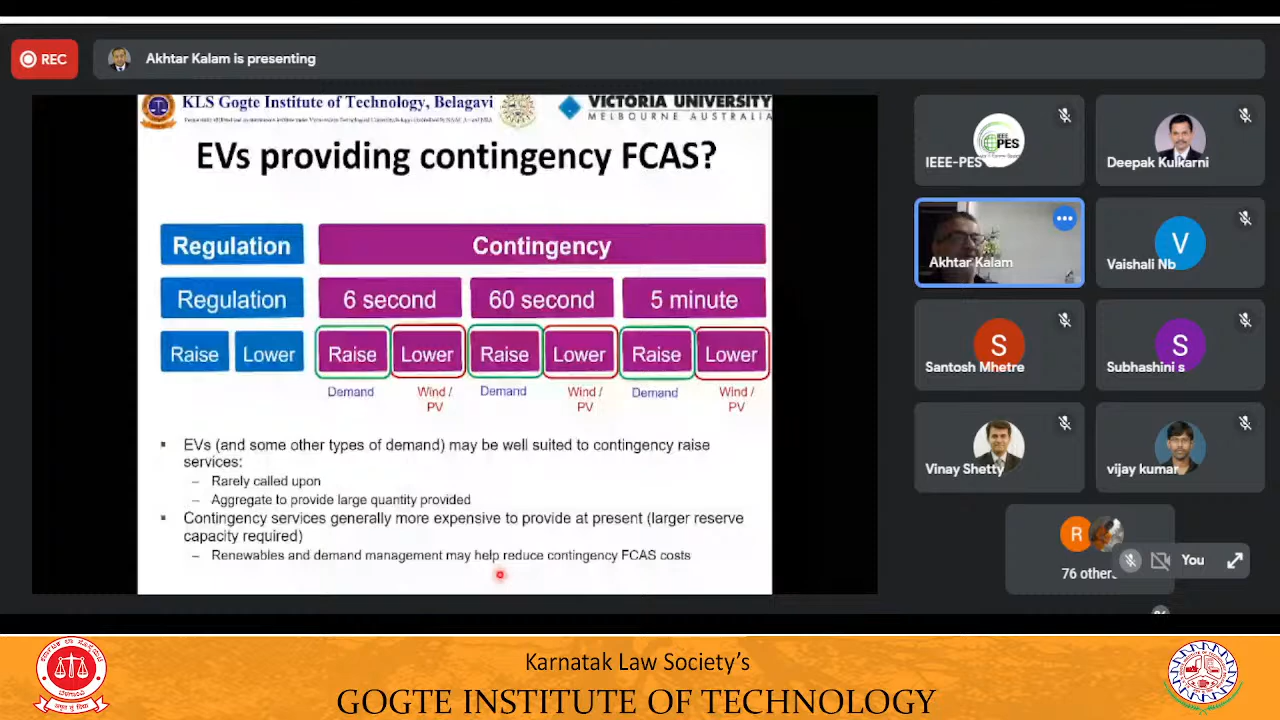 REC
Akhtar Kalam is presenting
KLS Gogte Institute of Technology, Belagavi
VICTORIA UNIVERSITY
MELBOURNE AUSTRALIA
EVs providing contingency FCAS?
Regulation Contingency
Regulation 6 second 60 second 5 minute
Raise Lower Raise Lower Raise Lower Raise Lower
Demand Wind / PV Demand Wind / PV Demand Wind / PV
▪ EVs (and some other types of demand) may be well suited to contingency raise
services:
– Rarely called upon
– Aggregate to provide large quantity provided
▪ Contingency services generally more expensive to provide at present (larger reserve
capacity required)
– Renewables and demand management may help reduce contingency FCAS costs
IEEE PES
IEEE-PES
Deepak Kulkarni
Akhtar Kalam
V
Vaishali Nb
S
Santosh Mhetre
S
Subhashini s
Vinay Shetty
vijay kumar
R
76 others
You
Karnatak Law Society's
GOGTE INSTITUTE OF TECHNOLOGY